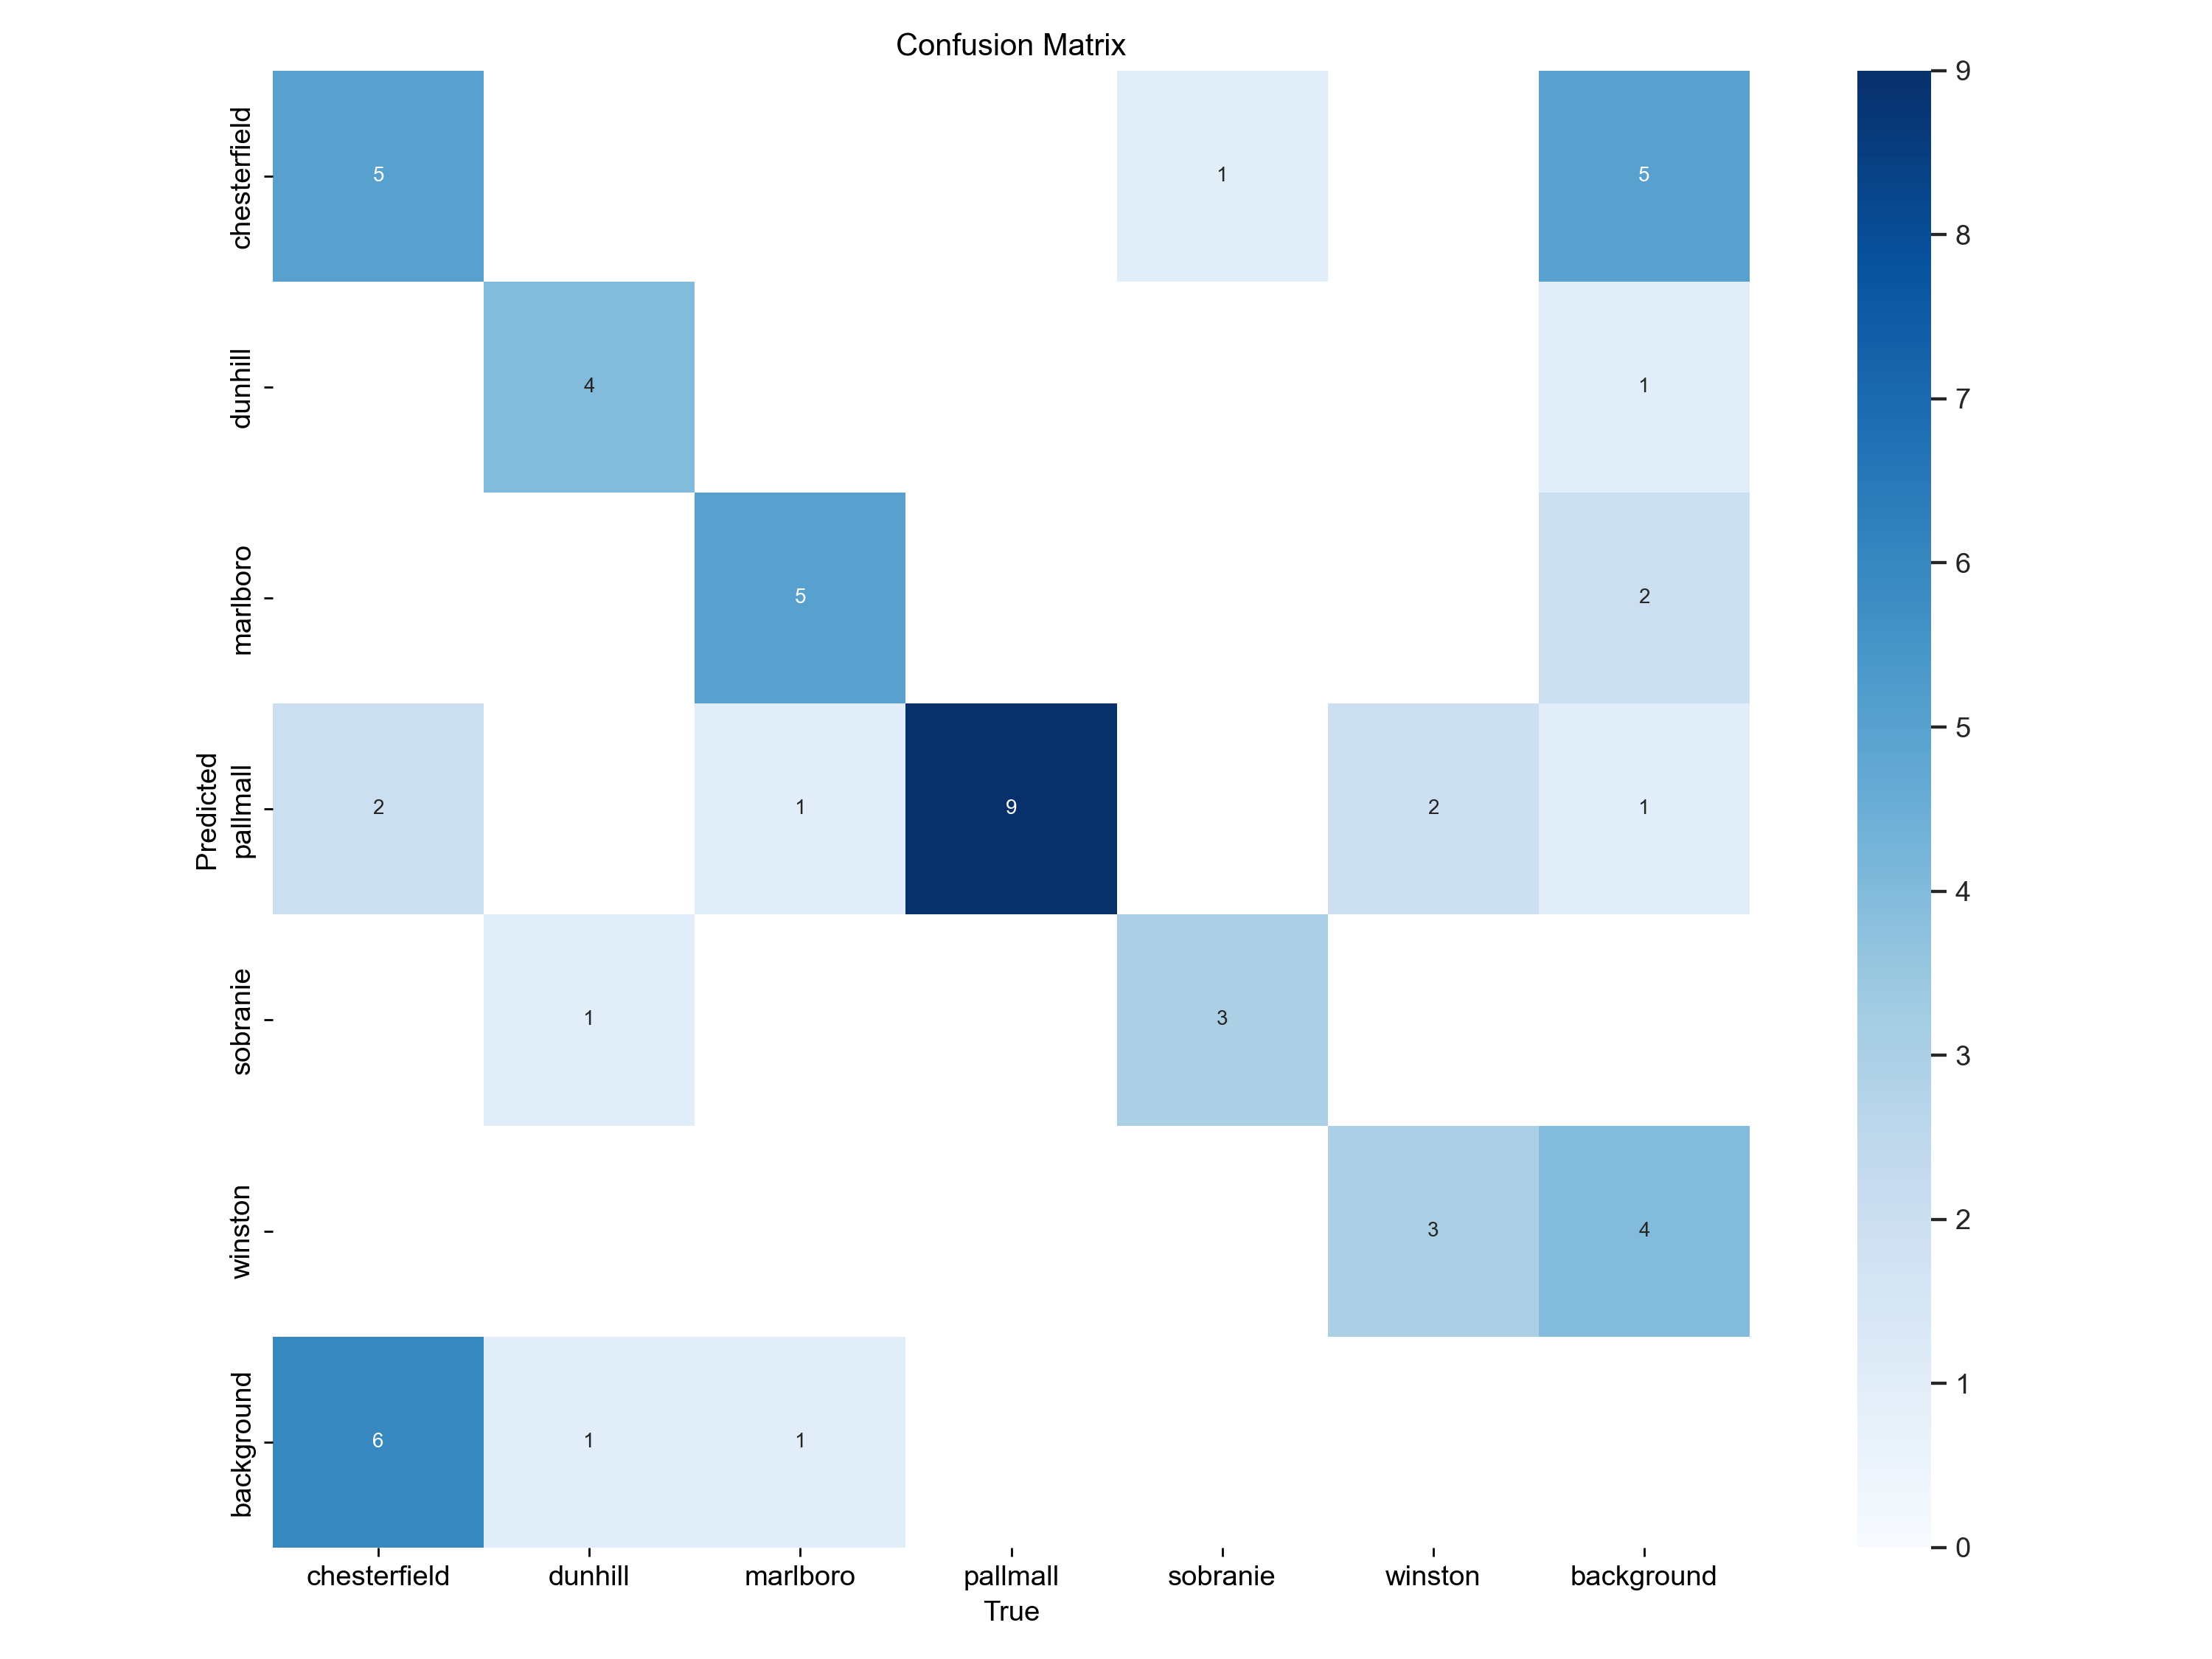 Confusion Matrix
chesterfield
5
1
5
dunhill
4
1
marlboro
5
2
Predicted
pallmall
2
1
9
2
1
sobranie
1
3
winston
3
4
background
6
1
1
chesterfield dunhill marlboro pallmall sobranie winston background
True
9
8
7
6
5
4
3
2
1
0